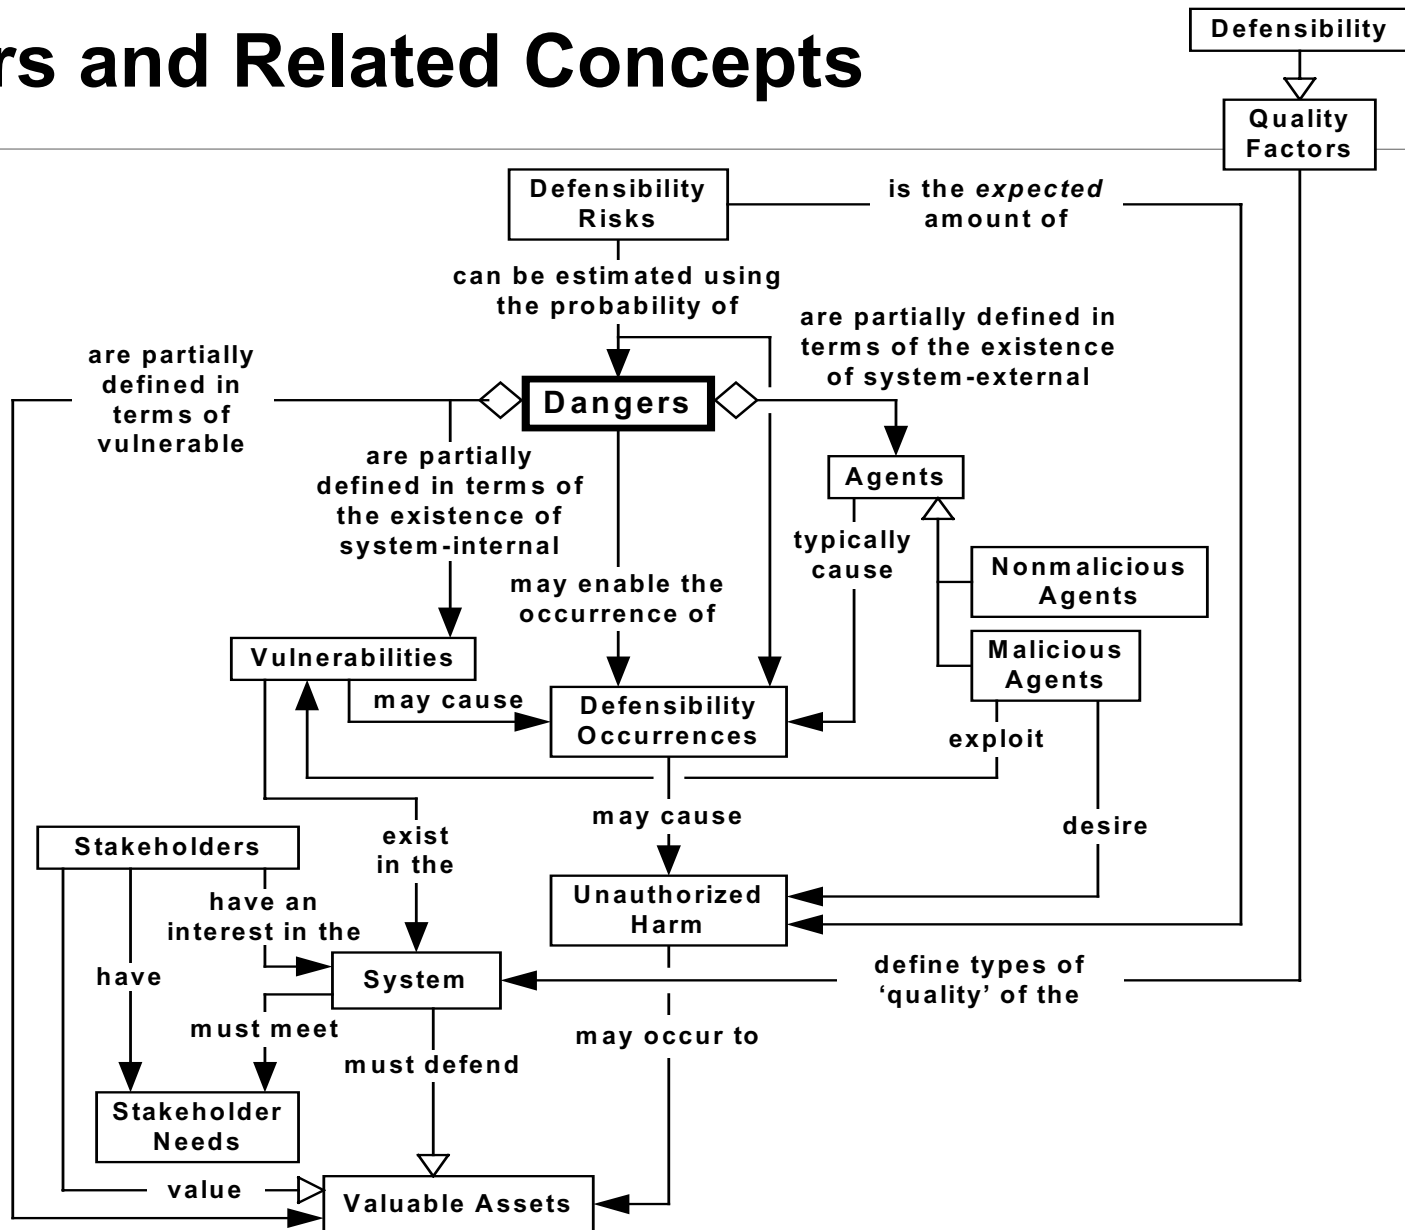 rs and Related Concepts
Defensibility
Quality
Factors
Defensibility
Risks
is the expected
amount of
can be estimated using
the probability of
are partially defined in
terms of the existence
of system-external
are partially
defined in
terms of
vulnerable
Dangers
are partially
defined in terms of
the existence of
system-internal
Agents
typically
cause
Nonmalicious
Agents
may enable the
occurrence of
Vulnerabilities
Malicious
Agents
may cause
Defensibility
Occurrences
exploit
may cause
desire
exist
in the
Stakeholders
have an
interest in the
Unauthorized
Harm
have
System
define types of
‘quality’ of the
must meet
may occur to
must defend
Stakeholder
Needs
value
Valuable Assets